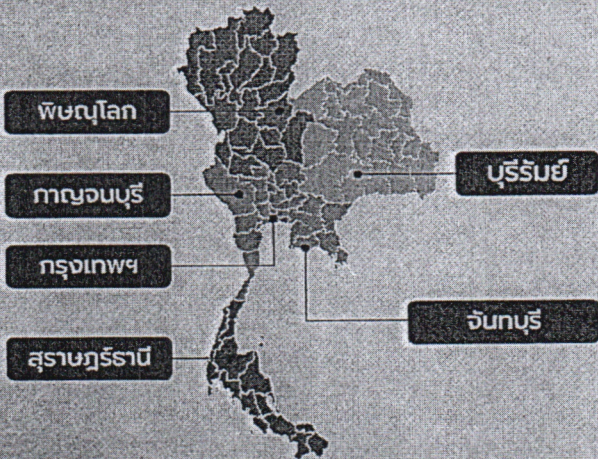 พิษณุโลก
กาญจนบุรี
บุรีรัมย์
กรุงเทพฯ
จันทบุรี
สุราษฎร์ธานี